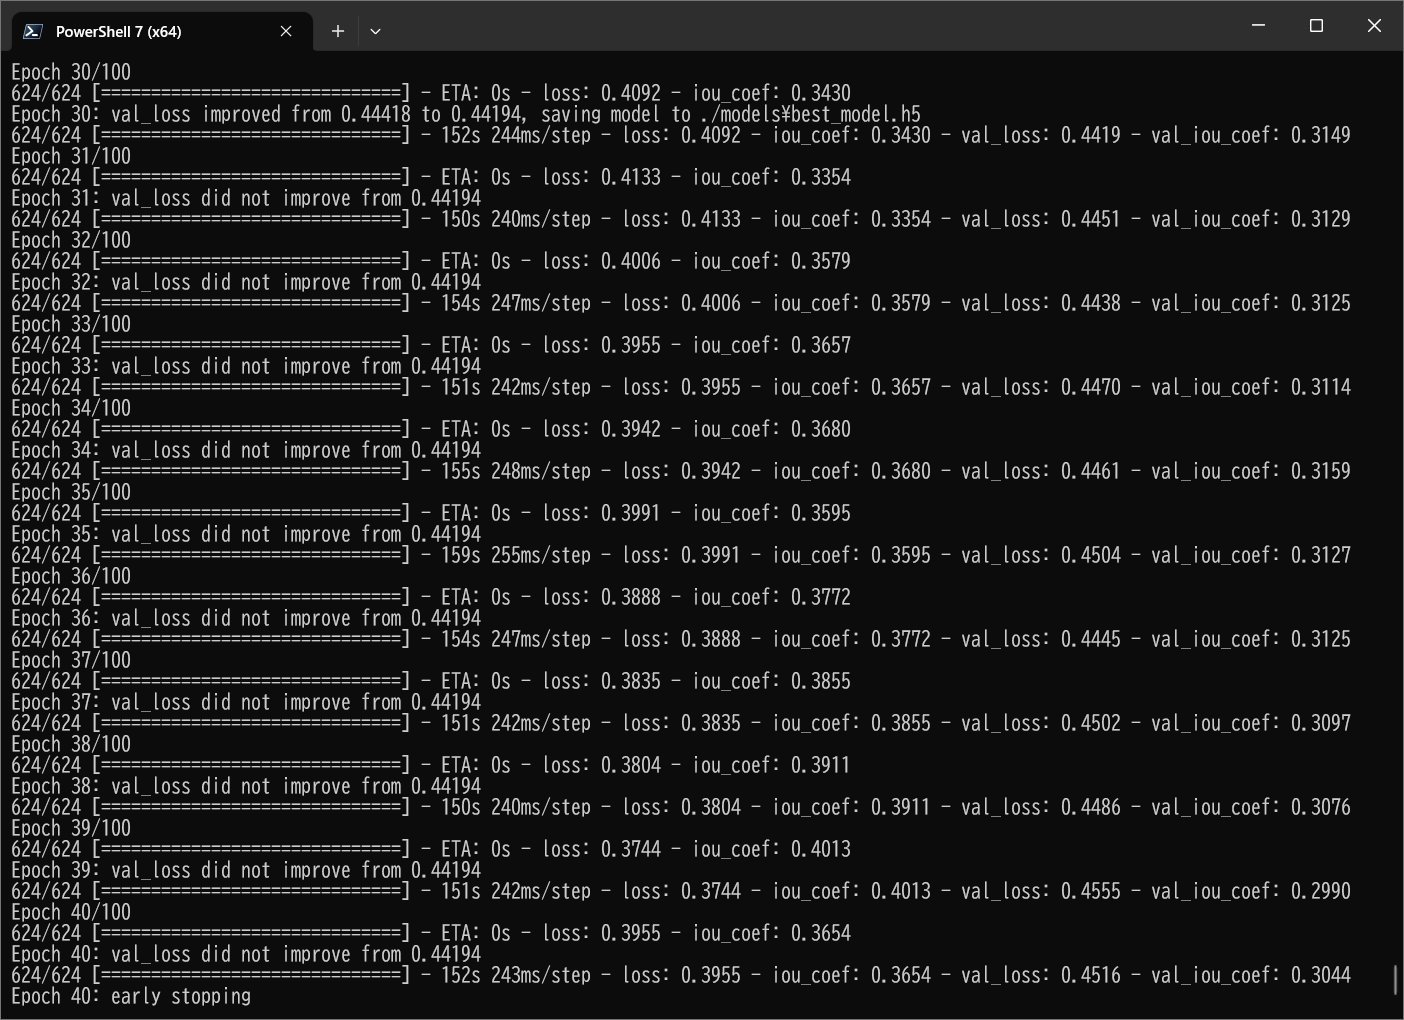 PowerShell 7 (x64)
Epoch 30/100
624/624 [==============================] - ETA: 0s - loss: 0.4092 - iou_coef: 0.3430
Epoch 30: val_loss improved from 0.44418 to 0.44194, saving model to ./models¥best_model.h5
624/624 [==============================] - 152s 244ms/step - loss: 0.4092 - iou_coef: 0.3430 - val_loss: 0.4419 - val_iou_coef: 0.3149
Epoch 31/100
624/624 [==============================] - ETA: 0s - loss: 0.4133 - iou_coef: 0.3354
Epoch 31: val_loss did not improve from 0.44194
624/624 [==============================] - 150s 240ms/step - loss: 0.4133 - iou_coef: 0.3354 - val_loss: 0.4451 - val_iou_coef: 0.3129
Epoch 32/100
624/624 [==============================] - ETA: 0s - loss: 0.4006 - iou_coef: 0.3579
Epoch 32: val_loss did not improve from 0.44194
624/624 [==============================] - 154s 247ms/step - loss: 0.4006 - iou_coef: 0.3579 - val_loss: 0.4438 - val_iou_coef: 0.3125
Epoch 33/100
624/624 [==============================] - ETA: 0s - loss: 0.3955 - iou_coef: 0.3657
Epoch 33: val_loss did not improve from 0.44194
624/624 [==============================] - 151s 242ms/step - loss: 0.3955 - iou_coef: 0.3657 - val_loss: 0.4470 - val_iou_coef: 0.3114
Epoch 34/100
624/624 [==============================] - ETA: 0s - loss: 0.3942 - iou_coef: 0.3680
Epoch 34: val_loss did not improve from 0.44194
624/624 [==============================] - 155s 248ms/step - loss: 0.3942 - iou_coef: 0.3680 - val_loss: 0.4461 - val_iou_coef: 0.3159
Epoch 35/100
624/624 [==============================] - ETA: 0s - loss: 0.3991 - iou_coef: 0.3595
Epoch 35: val_loss did not improve from 0.44194
624/624 [==============================] - 159s 255ms/step - loss: 0.3991 - iou_coef: 0.3595 - val_loss: 0.4504 - val_iou_coef: 0.3127
Epoch 36/100
624/624 [==============================] - ETA: 0s - loss: 0.3888 - iou_coef: 0.3772
Epoch 36: val_loss did not improve from 0.44194
624/624 [==============================] - 154s 247ms/step - loss: 0.3888 - iou_coef: 0.3772 - val_loss: 0.4445 - val_iou_coef: 0.3125
Epoch 37/100
624/624 [==============================] - ETA: 0s - loss: 0.3835 - iou_coef: 0.3855
Epoch 37: val_loss did not improve from 0.44194
624/624 [==============================] - 151s 242ms/step - loss: 0.3835 - iou_coef: 0.3855 - val_loss: 0.4502 - val_iou_coef: 0.3097
Epoch 38/100
624/624 [==============================] - ETA: 0s - loss: 0.3804 - iou_coef: 0.3911
Epoch 38: val_loss did not improve from 0.44194
624/624 [==============================] - 150s 240ms/step - loss: 0.3804 - iou_coef: 0.3911 - val_loss: 0.4486 - val_iou_coef: 0.3076
Epoch 39/100
624/624 [==============================] - ETA: 0s - loss: 0.3744 - iou_coef: 0.4013
Epoch 39: val_loss did not improve from 0.44194
624/624 [==============================] - 151s 242ms/step - loss: 0.3744 - iou_coef: 0.4013 - val_loss: 0.4555 - val_iou_coef: 0.2990
Epoch 40/100
624/624 [==============================] - ETA: 0s - loss: 0.3955 - iou_coef: 0.3654
Epoch 40: val_loss did not improve from 0.44194
624/624 [==============================] - 152s 243ms/step - loss: 0.3955 - iou_coef: 0.3654 - val_loss: 0.4516 - val_iou_coef: 0.3044
Epoch 40: early stopping